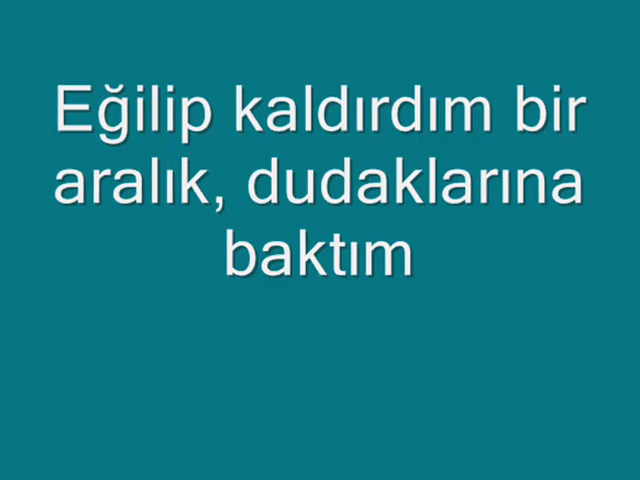 Eğilip kaldırdım bir
aralık, dudaklarına
baktım